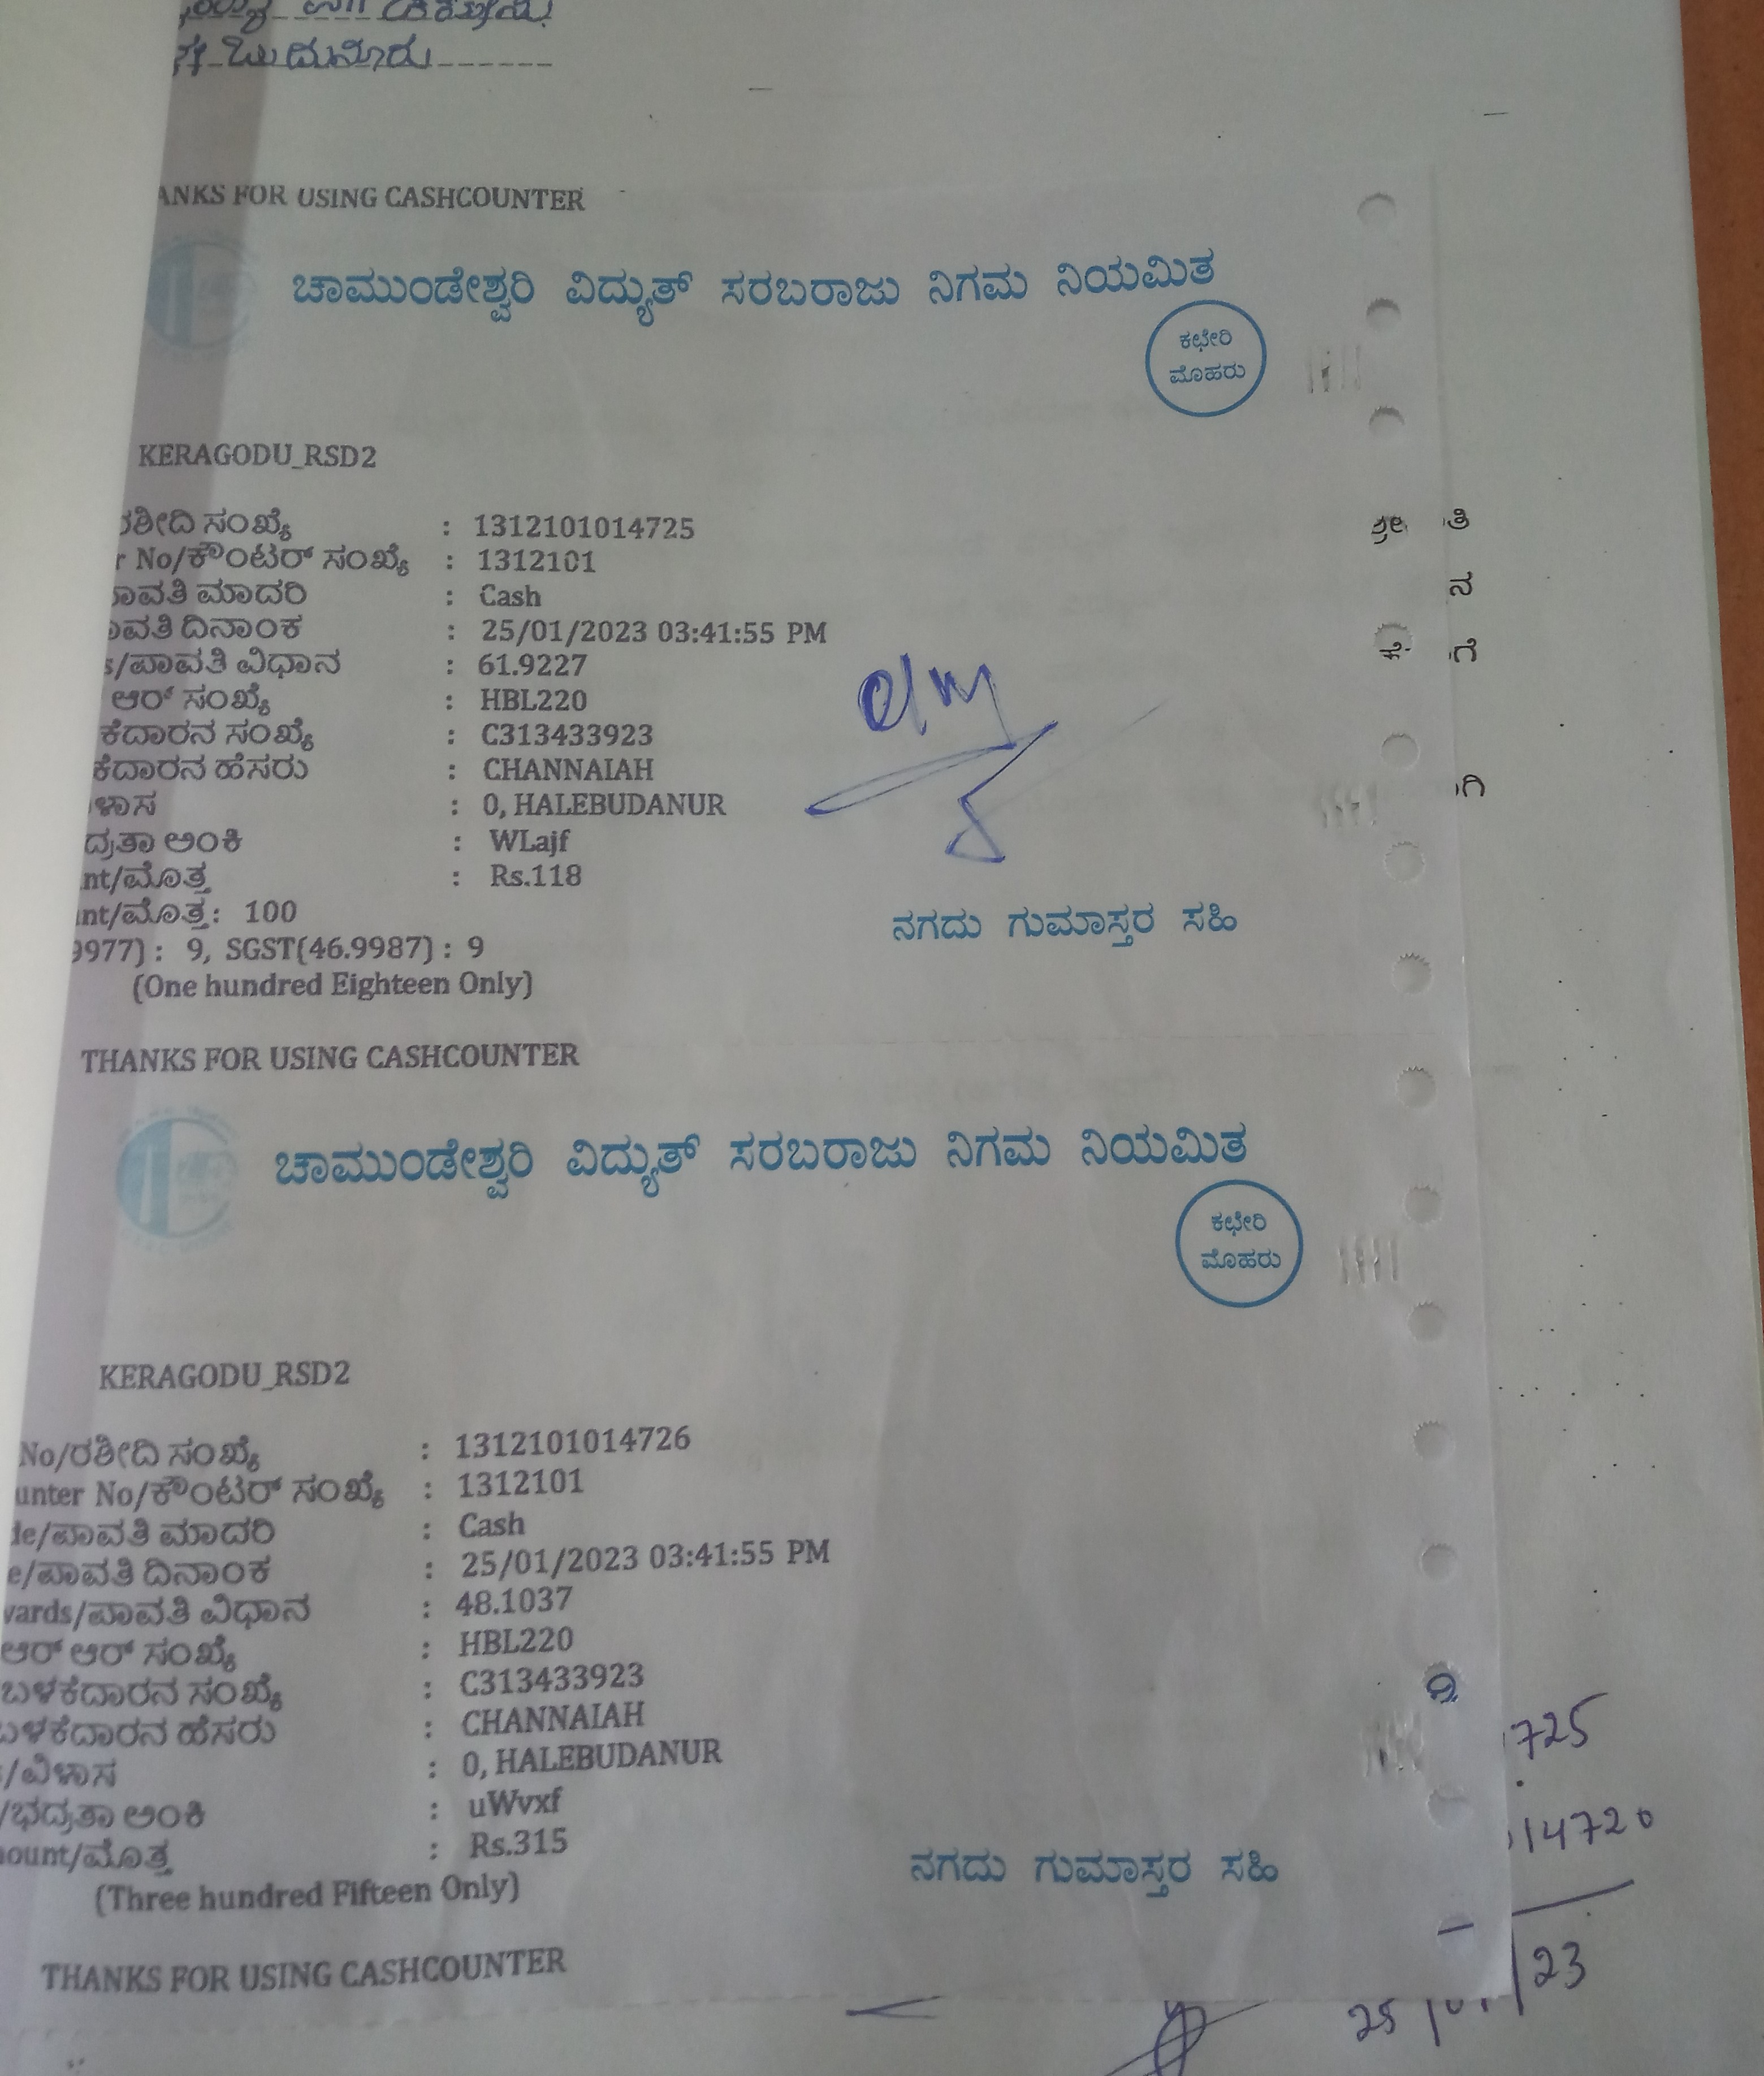 ಬುದುನೂರು
ANKS FOR USING CASHCOUNTER
ಚಾಮುಂಡೇಶ್ವರಿ ವಿದ್ಯುತ್ ಸರಬರಾಜು ನಿಗಮ ನಿಯಮಿತ
ಕಛೇರಿ
ಮೊಹರು
KERAGODU_RSD2
ರಶೀದಿ ಸಂಖ್ಯೆ : 1312101014725
r No/ಕೌಂಟರ್ ಸಂಖ್ಯೆ : 1312101
ಾವತಿ ಮಾದರಿ : Cash
ಾವತಿ ದಿನಾಂಕ : 25/01/2023 03:41:55 PM
s/ಪಾವತಿ ವಿಧಾನ : 61.9227
ಆರ್ ಸಂಖ್ಯೆ : HBL220
ಕೆದಾರನ ಸಂಖ್ಯೆ : C313433923
ಕೆದಾರನ ಹೆಸರು : CHANNAIAH
ಳಾಸ : 0, HALEBUDANUR
ದ್ರತಾ ಅಂಕಿ : WLajf
nt/ಮೊತ್ತ : Rs.118
int/ಮೊತ್ತ: 100
9977) : 9, SGST(46.9987) : 9
(One hundred Eighteen Only)
ನಗದು ಗುಮಾಸ್ತರ ಸಹಿ
THANKS FOR USING CASHCOUNTER
ಚಾಮುಂಡೇಶ್ವರಿ ವಿದ್ಯುತ್ ಸರಬರಾಜು ನಿಗಮ ನಿಯಮಿತ
ಕಛೇರಿ
ಮೊಹರು
KERAGODU_RSD2
No/ರಶೀದಿ ಸಂಖ್ಯೆ : 1312101014726
unter No/ಕೌಂಟರ್ ಸಂಖ್ಯೆ : 1312101
de/ಪಾವತಿ ಮಾದರಿ : Cash
e/ಪಾವತಿ ದಿನಾಂಕ : 25/01/2023 03:41:55 PM
vards/ಪಾವತಿ ವಿಧಾನ : 48.1037
ಆರ್ ಆರ್ ಸಂಖ್ಯೆ : HBL220
ಬಳಕೆದಾರನ ಸಂಖ್ಯೆ : C313433923
ಬಳಕೆದಾರನ ಹೆಸರು : CHANNAIAH
/ವಿಳಾಸ : 0, HALEBUDANUR
/ಭದ್ರತಾ ಅಂಕಿ : uWvxf
nount/ಮೊತ್ತ : Rs.315
(Three hundred Fifteen Only)
ನಗದು ಗುಮಾಸ್ತರ ಸಹಿ
THANKS FOR USING CASHCOUNTER
ತಿ
ನ
ಗೆ
ಗಿ
725
14726
25/01/23